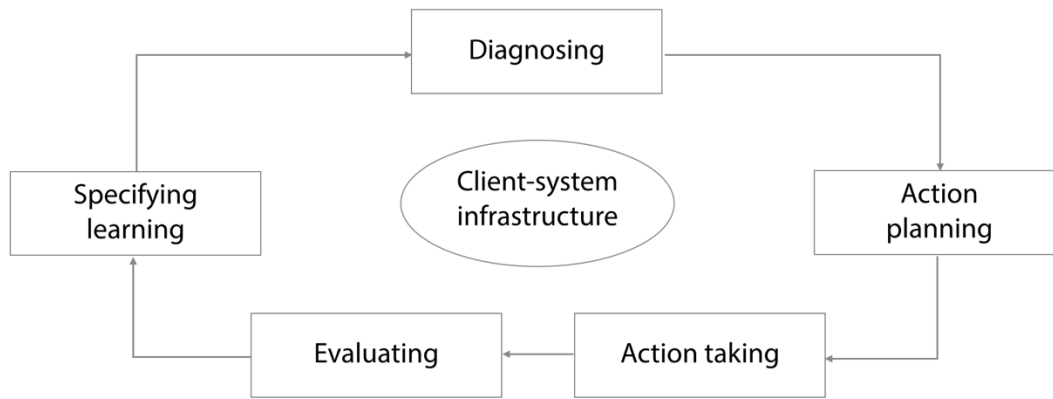 Diagnosing
Client-system
infrastructure
Specifying
learning
Action
planning
Evaluating
Action taking